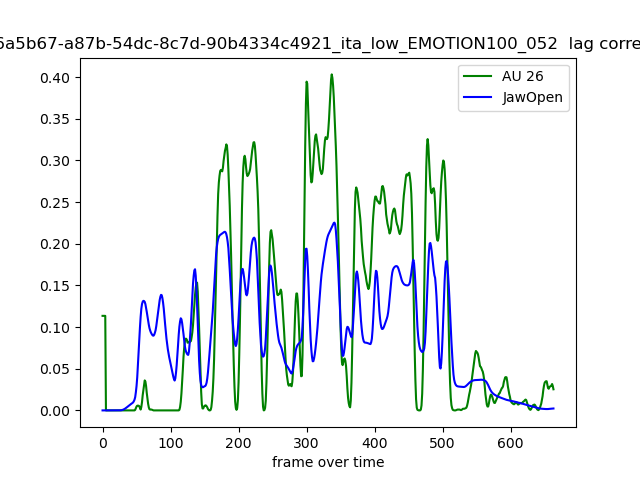 6a5b67-a87b-54dc-8c7d-90b4334c4921_ita_low_EMOTION100_052 lag corre
AU 26
JawOpen
0.40
0.35
0.30
0.25
0.20
0.15
0.10
0.05
0.00
0 100 200 300 400 500 600
frame over time